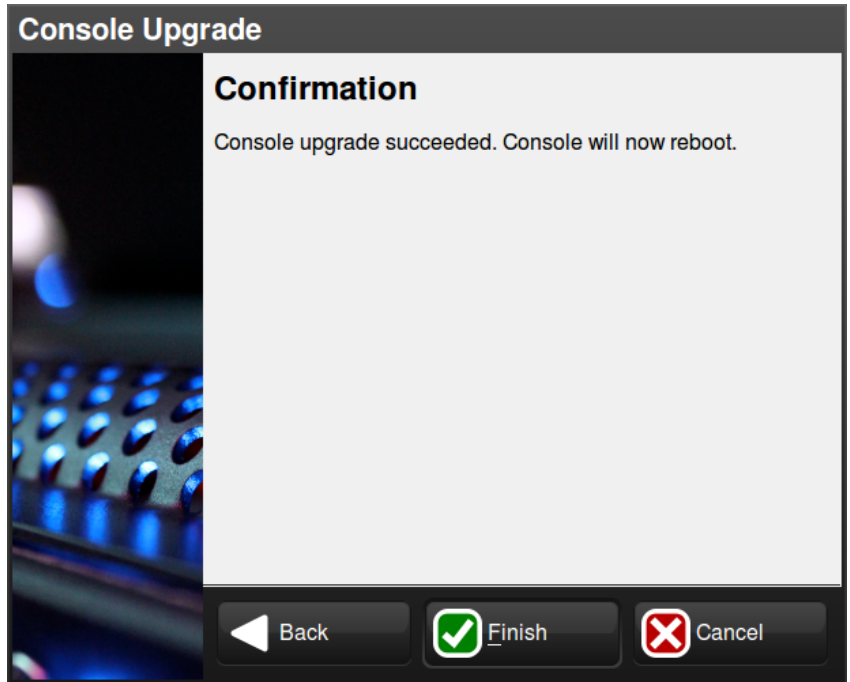 Console Upgrade
Confirmation
Console upgrade succeeded. Console will now reboot.
Back
Finish
Cancel